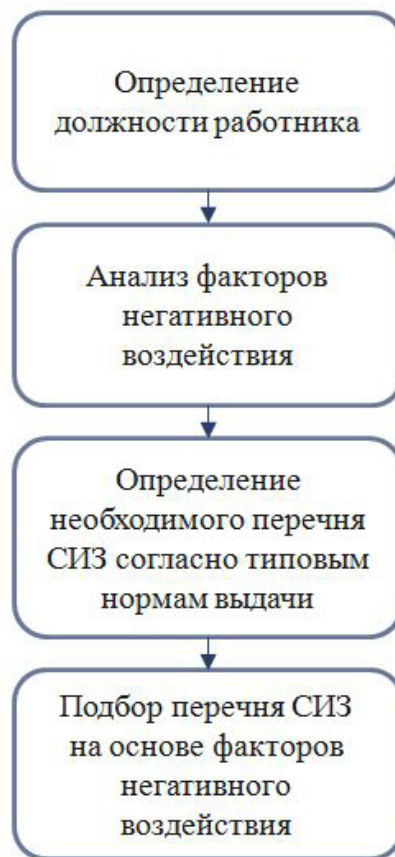 Определение
должности работника
Анализ факторов
негативного
воздействия
Определение
необходимого перечня
СИЗ согласно типовым
нормам выдачи
Подбор перечня СИЗ
на основе факторов
негативного
воздействия